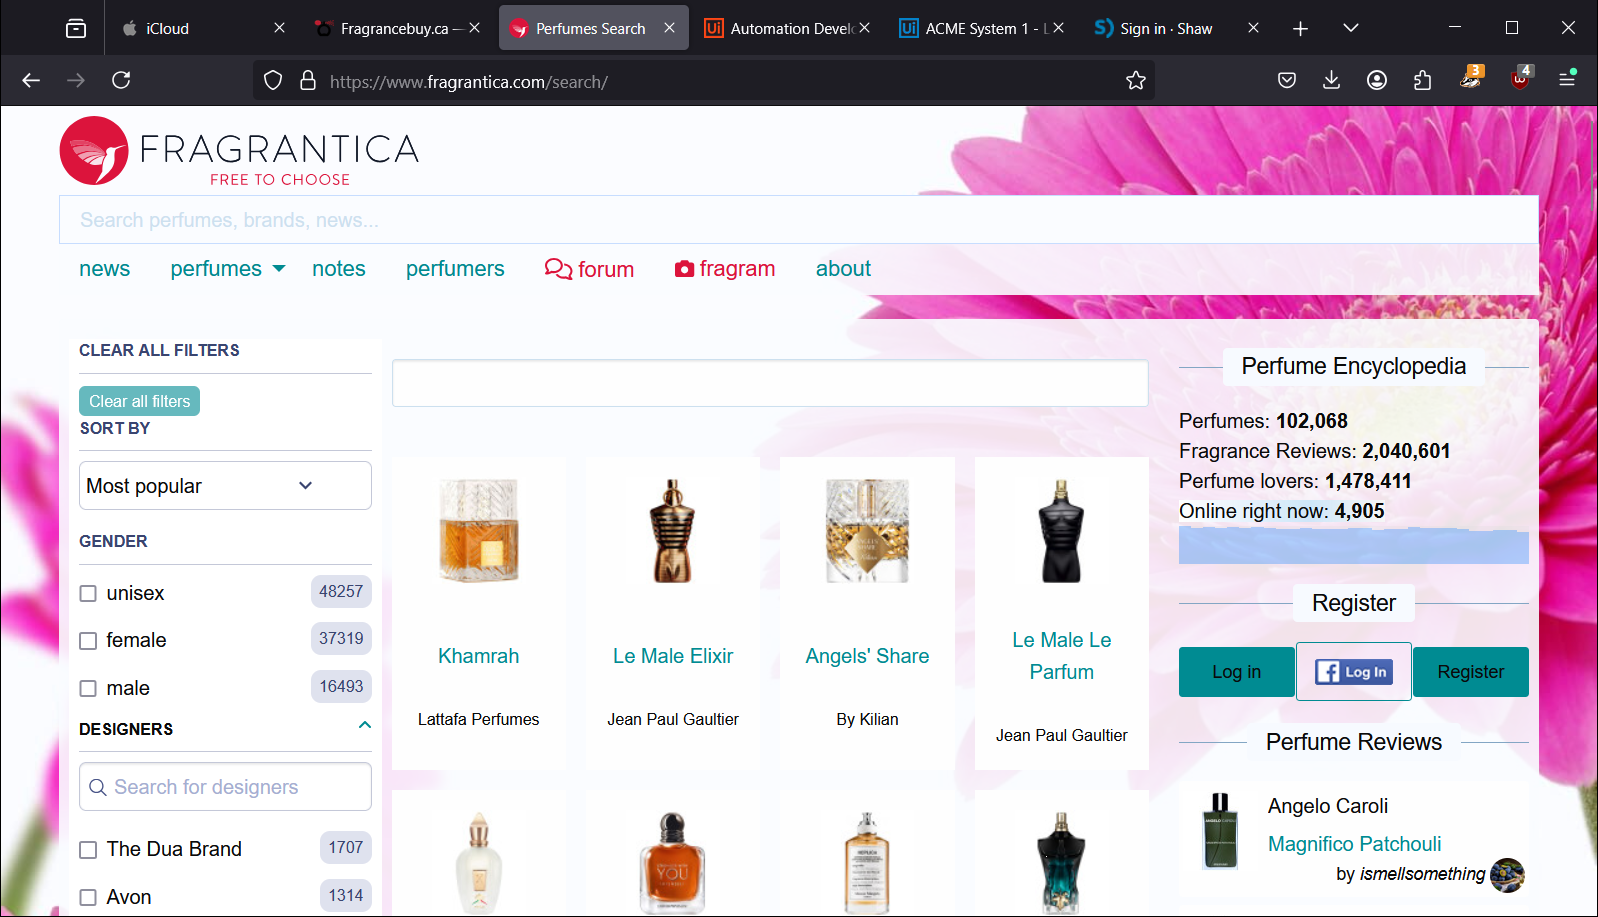 iCloud
Fragrancebuy.ca —
Perfumes Search
Automation Develo
ACME System 1 - L
Sign in · Shaw
https://www.fragrantica.com/search/
3
4
FRAGRANTICA
FREE TO CHOOSE
Search perfumes, brands, news...
news
perfumes
notes
perfumers
forum
fragram
about
CLEAR ALL FILTERS
Clear all filters
SORT BY
Most popular
GENDER
unisex 48257
female 37319
male 16493
DESIGNERS
Search for designers
The Dua Brand 1707
Avon 1314
Khamrah
Lattafa Perfumes
Le Male Elixir
Jean Paul Gaultier
Angels' Share
By Kilian
Le Male Le
Parfum
Jean Paul Gaultier
YOU
REPLICA
Perfume Encyclopedia
Perfumes: 102,068
Fragrance Reviews: 2,040,601
Perfume lovers: 1,478,411
Online right now: 4,905
Register
Log in
Log In
Register
Perfume Reviews
ANGELO CAROLI
Angelo Caroli
Magnifico Patchouli
by ismellsomething